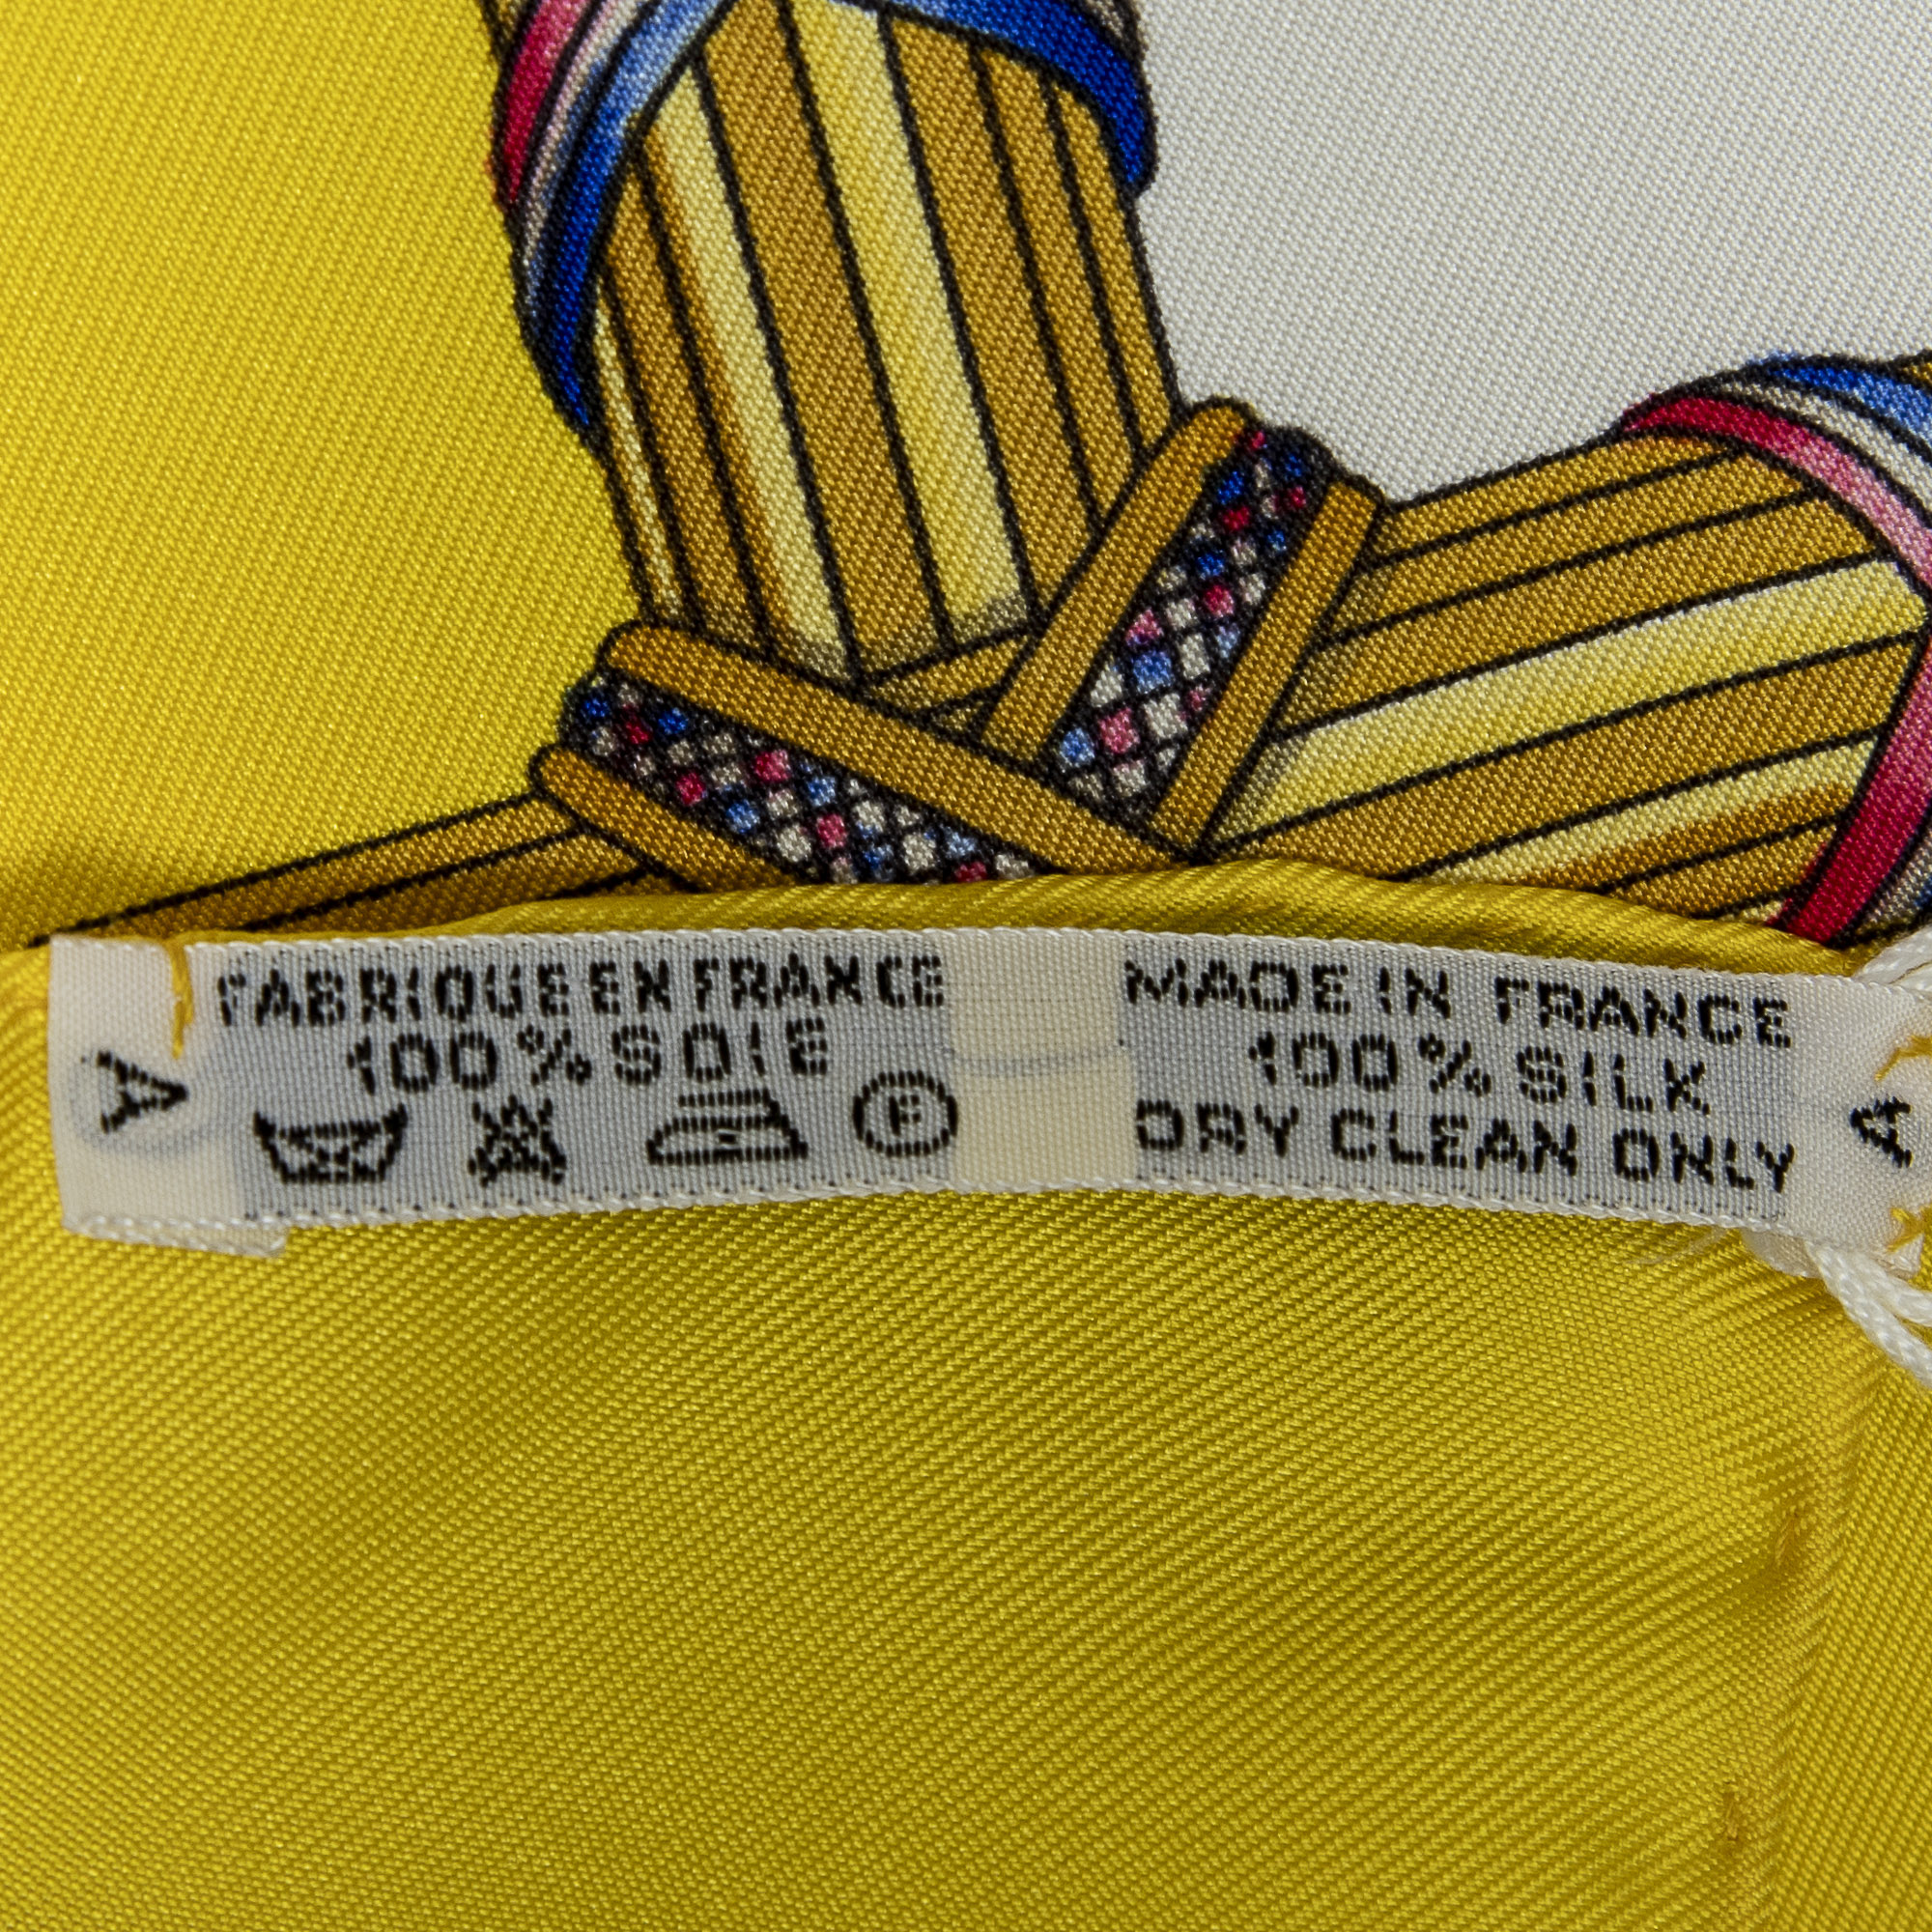 A
FABRIQUE EN FRANCE
100% SOIE
F
MADE IN FRANCE
100% SILK
DRY CLEAN ONLY
A